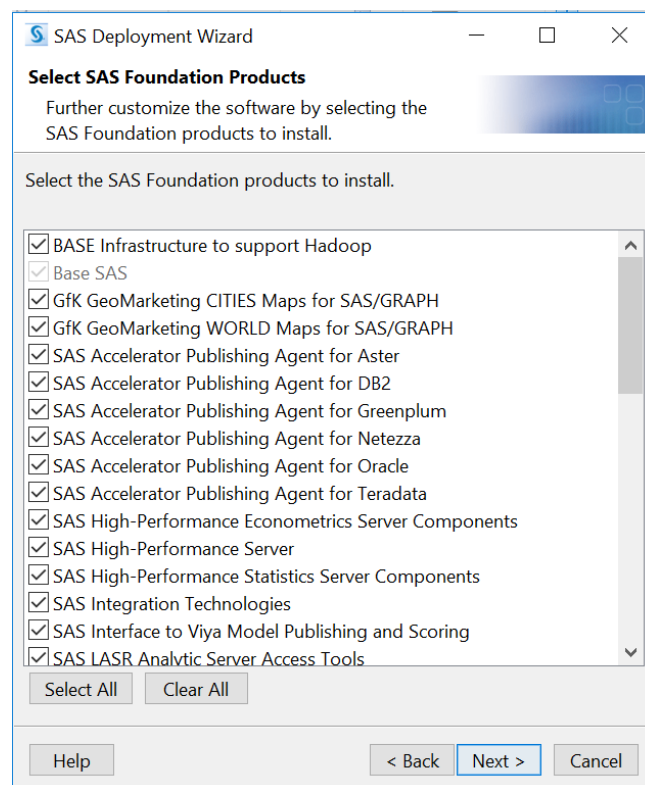 SAS Deployment Wizard
Select SAS Foundation Products
Further customize the software by selecting the
SAS Foundation products to install.
Select the SAS Foundation products to install.
BASE Infrastructure to support Hadoop
Base SAS
GfK GeoMarketing CITIES Maps for SAS/GRAPH
GfK GeoMarketing WORLD Maps for SAS/GRAPH
SAS Accelerator Publishing Agent for Aster
SAS Accelerator Publishing Agent for DB2
SAS Accelerator Publishing Agent for Greenplum
SAS Accelerator Publishing Agent for Netezza
SAS Accelerator Publishing Agent for Oracle
SAS Accelerator Publishing Agent for Teradata
SAS High-Performance Econometrics Server Components
SAS High-Performance Server
SAS High-Performance Statistics Server Components
SAS Integration Technologies
SAS Interface to Viya Model Publishing and Scoring
SAS LASR Analytic Server Access Tools
Select All Clear All
Help < Back Next > Cancel